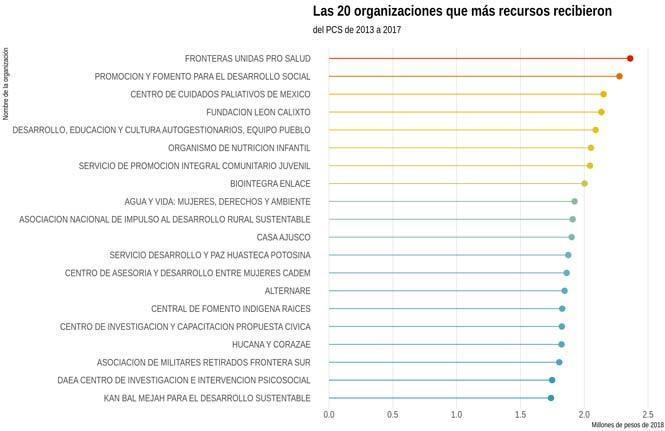 Las 20 organizaciones que más recursos recibieron
del PCS de 2013 a 2017
Nombre de la organización
FRONTERAS UNIDAS PRO SALUD
PROMOCION Y FOMENTO PARA EL DESARROLLO SOCIAL
CENTRO DE CUIDADOS PALIATIVOS DE MEXICO
FUNDACION LEON CALIXTO
DESARROLLO, EDUCACION Y CULTURA AUTOGESTIONARIOS, EQUIPO PUEBLO
ORGANISMO DE NUTRICION INFANTIL
SERVICIO DE PROMOCION INTEGRAL COMUNITARIO JUVENIL
BIOINTEGRA ENLACE
AGUA Y VIDA: MUJERES, DERECHOS Y AMBIENTE
ASOCIACION NACIONAL DE IMPULSO AL DESARROLLO RURAL SUSTENTABLE
CASA AJUSCO
SERVICIO DESARROLLO Y PAZ HUASTECA POTOSINA
CENTRO DE ASESORIA Y DESARROLLO ENTRE MUJERES CADEM
ALTERNARE
CENTRAL DE FOMENTO INDIGENA RAICES
CENTRO DE INVESTIGACION Y CAPACITACION PROPUESTA CIVICA
HUCANA Y CORAZAE
ASOCIACION DE MILITARES RETIRADOS FRONTERA SUR
DAEA CENTRO DE INVESTIGACION E INTERVENCION PSICOSOCIAL
KAN BAL MEJAH PARA EL DESARROLLO SUSTENTABLE
0.0 0.5 1.0 1.5 2.0 2.5
Millones de pesos de 2018